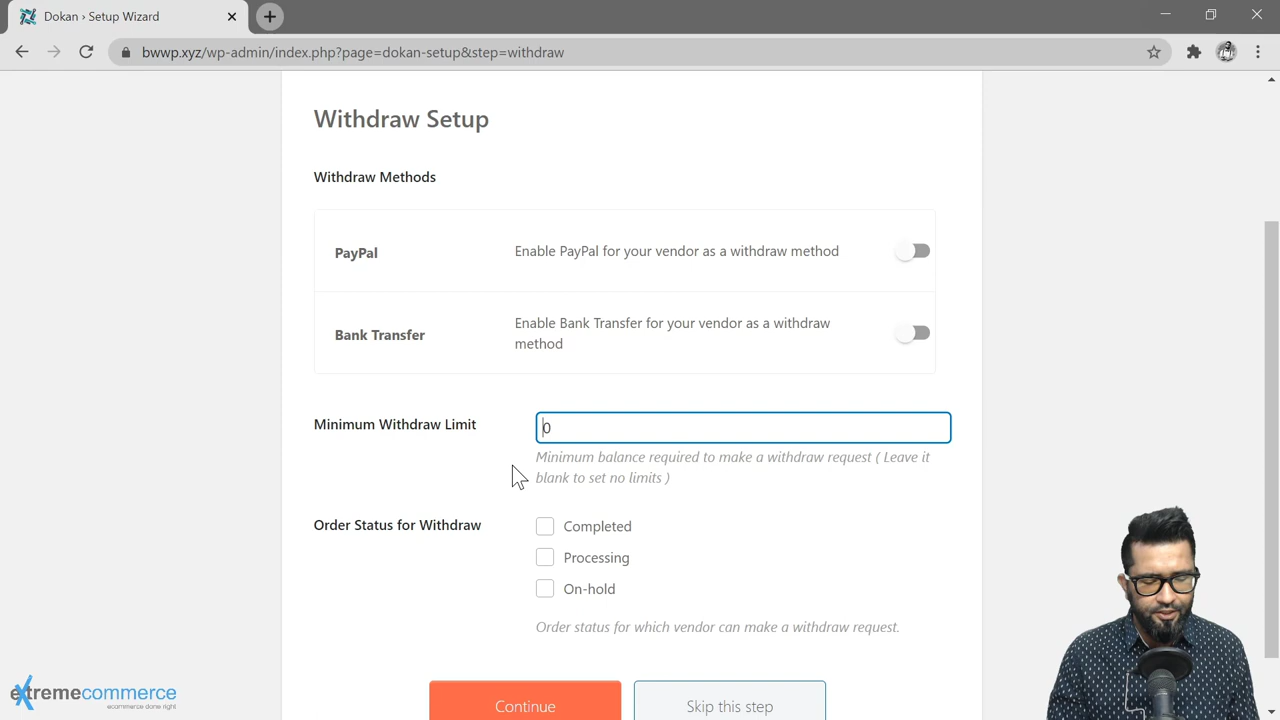 Dokan › Setup Wizard
bwwp.xyz/wp-admin/index.php?page=dokan-setup&step=withdraw
Withdraw Setup
Withdraw Methods
PayPal
Enable PayPal for your vendor as a withdraw method
Bank Transfer
Enable Bank Transfer for your vendor as a withdraw
method
Minimum Withdraw Limit
0
Minimum balance required to make a withdraw request ( Leave it
blank to set no limits )
Order Status for Withdraw
Completed
Processing
On-hold
Order status for which vendor can make a withdraw request.
Continue
Skip this step
extremecommerce
ecommerce done right